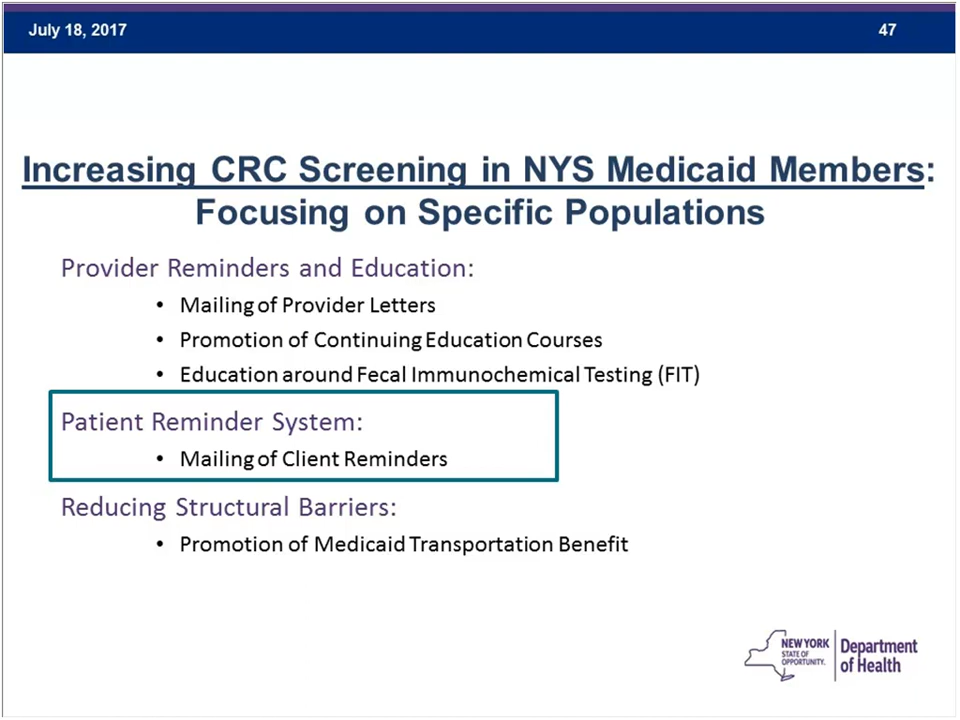 July 18, 2017 47
Increasing CRC Screening in NYS Medicaid Members:
Focusing on Specific Populations
Provider Reminders and Education:
• Mailing of Provider Letters
• Promotion of Continuing Education Courses
• Education around Fecal Immunochemical Testing (FIT)
Patient Reminder System:
• Mailing of Client Reminders
Reducing Structural Barriers:
• Promotion of Medicaid Transportation Benefit
NEW YORK
STATE OF
OPPORTUNITY.
Department
of Health